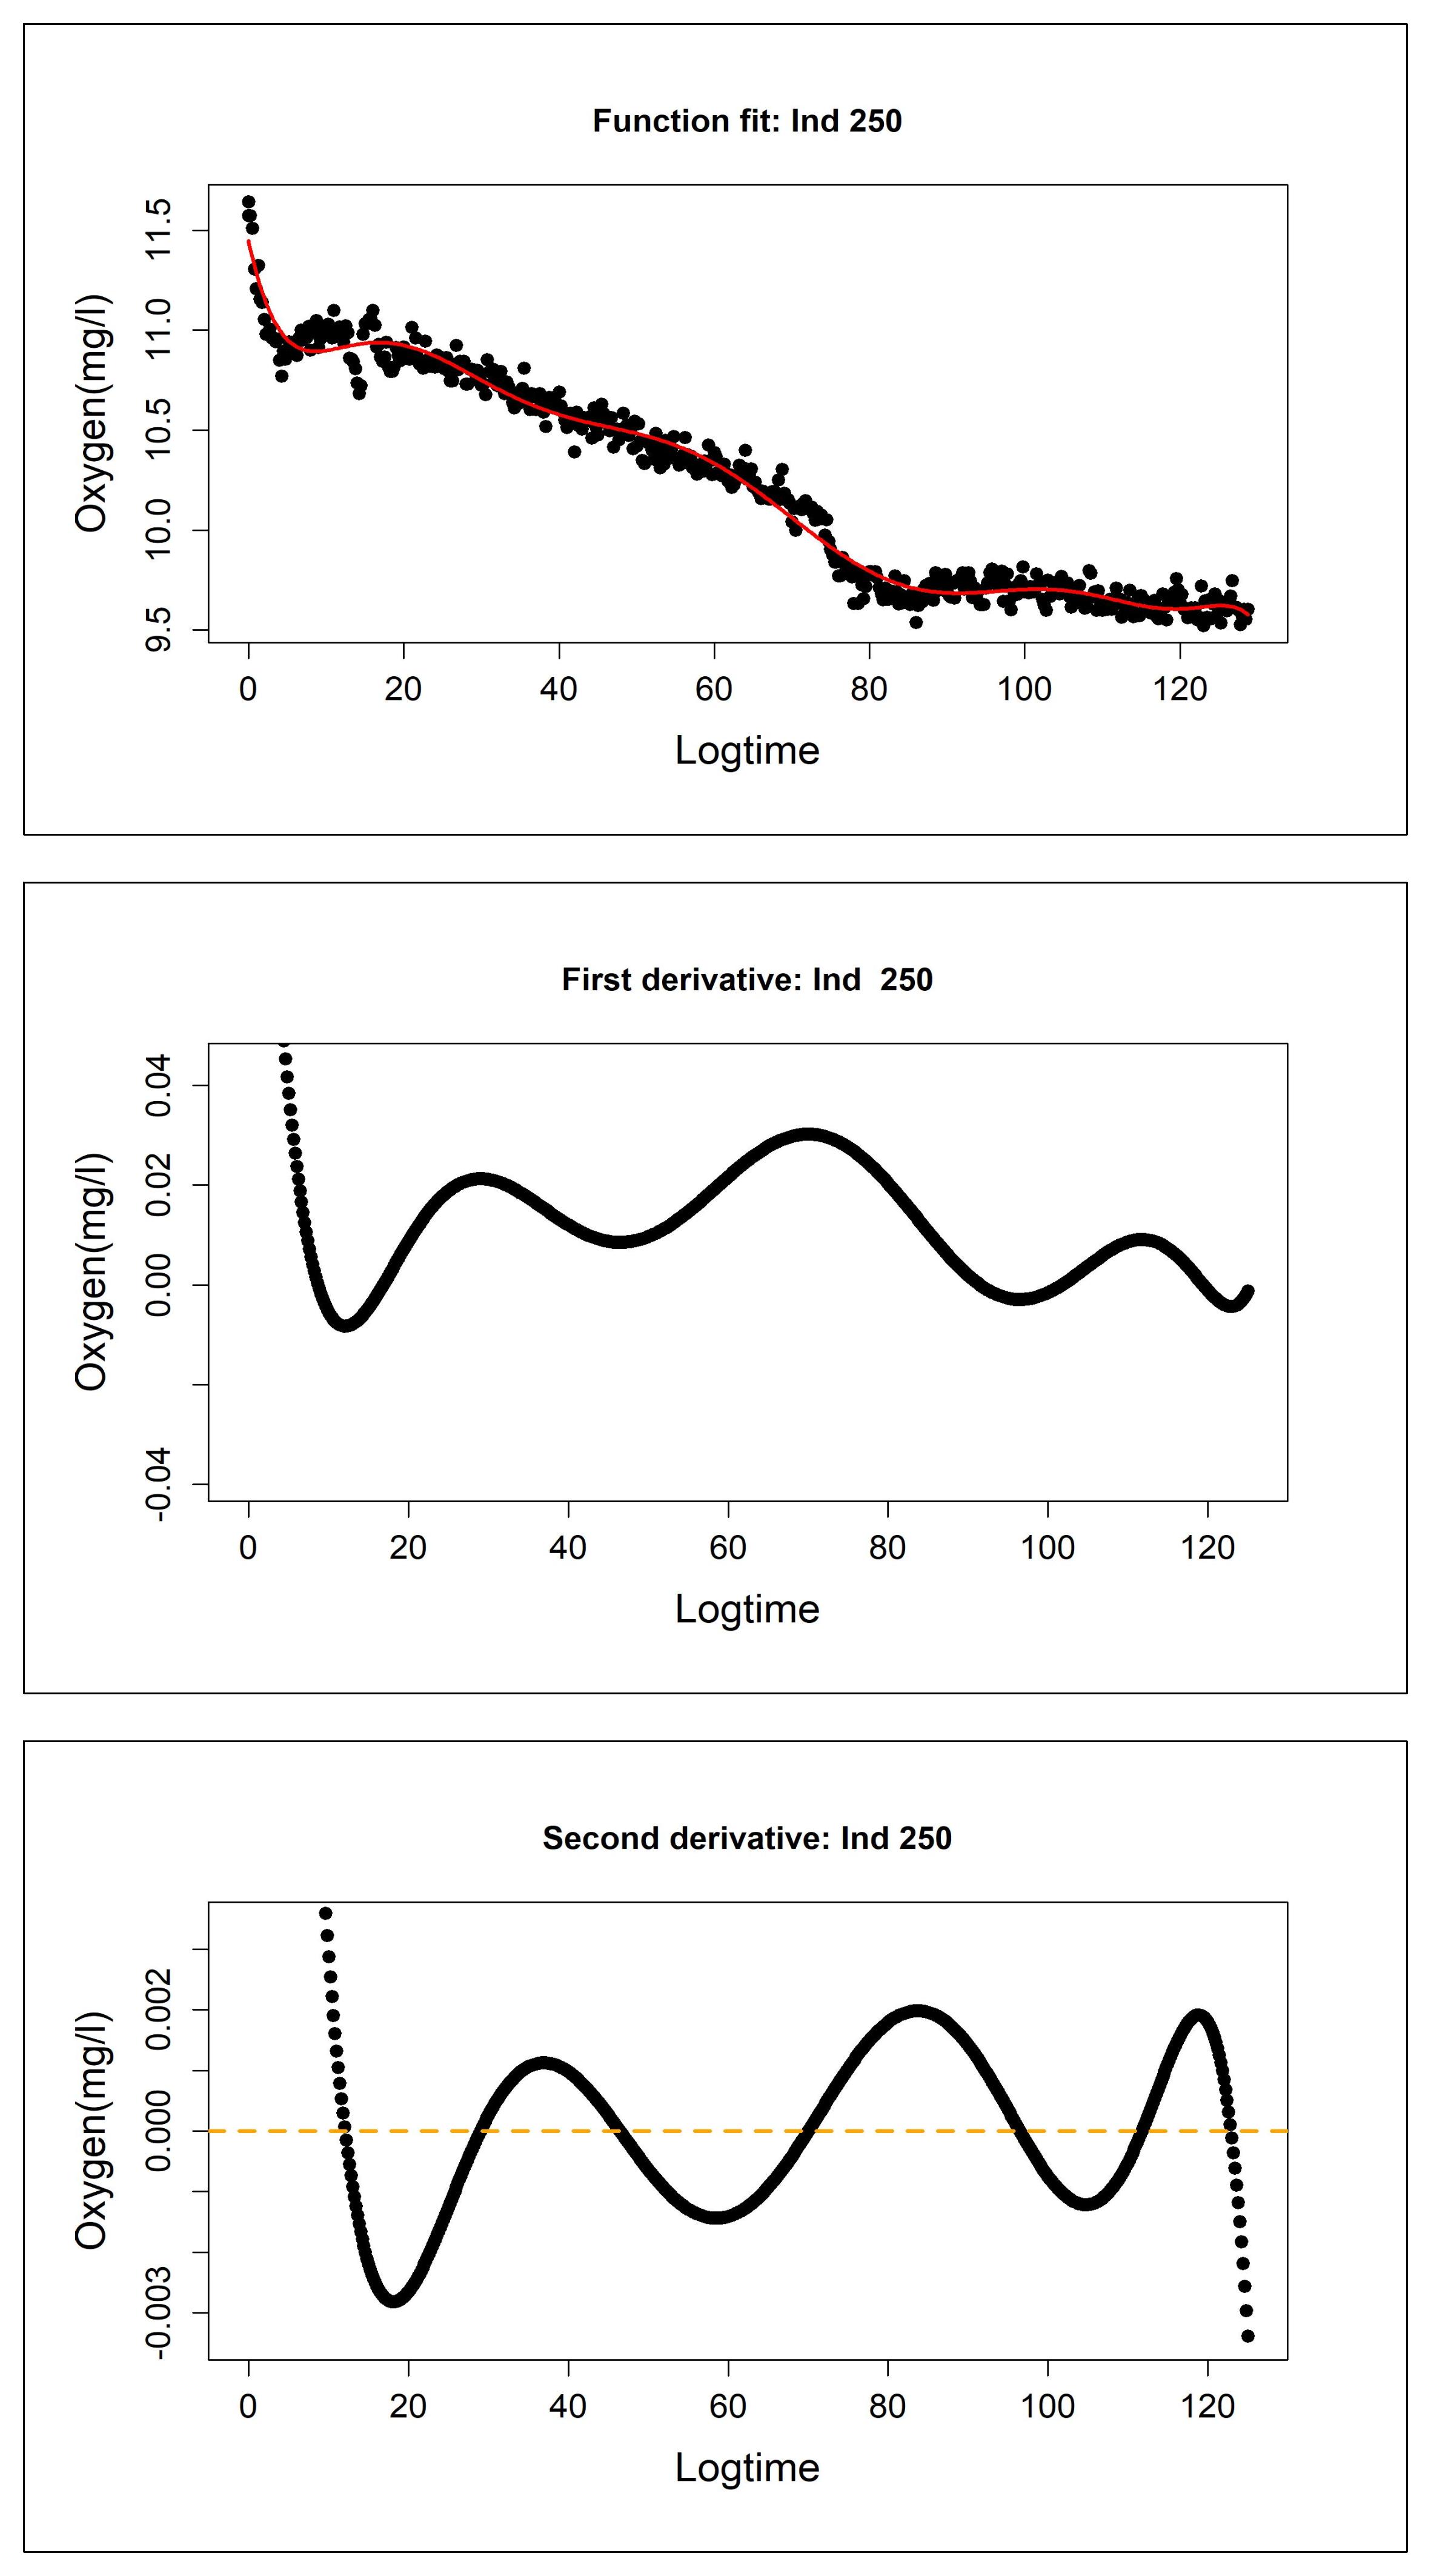 Function fit: Ind 250
Oxygen(mg/l)
11.5
11.0
10.5
10.0
9.5
0 20 40 60 80 100 120
Logtime
First derivative: Ind  250
Oxygen(mg/l)
0.04
0.02
0.00
-0.04
0 20 40 60 80 100 120
Logtime
Second derivative: Ind 250
Oxygen(mg/l)
0.002
0.000
-0.003
0 20 40 60 80 100 120
Logtime